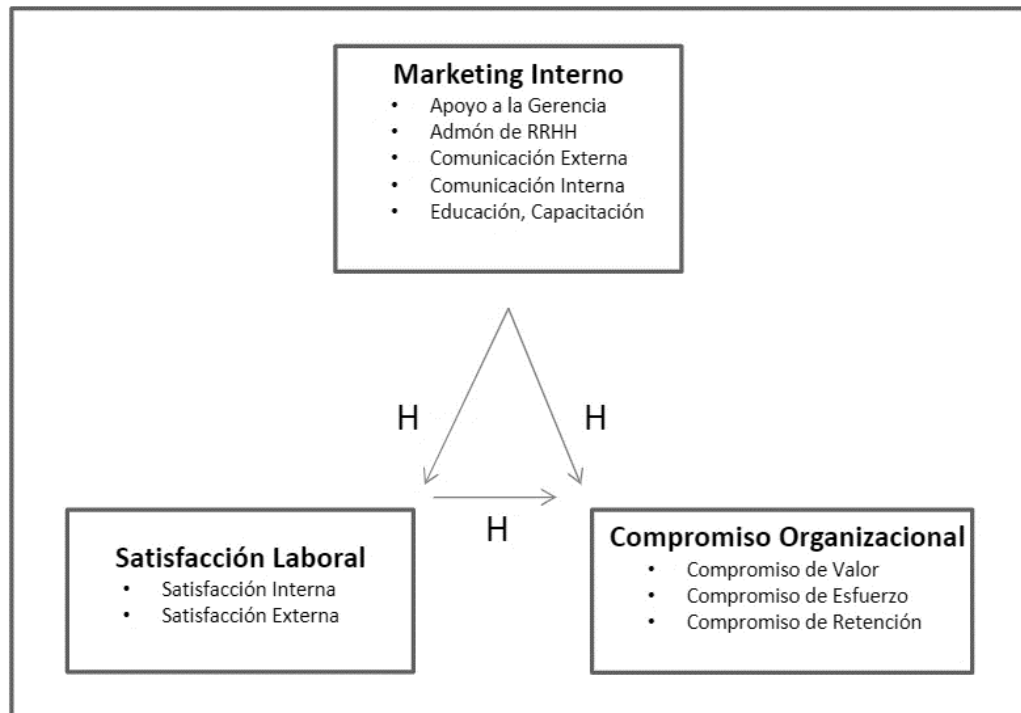 Marketing Interno
• Apoyo a la Gerencia
• Admón de RRHH
• Comunicación Externa
• Comunicación Interna
• Educación, Capacitación
H
H
H
Satisfacción Laboral
• Satisfacción Interna
• Satisfacción Externa
Compromiso Organizacional
• Compromiso de Valor
• Compromiso de Esfuerzo
• Compromiso de Retención